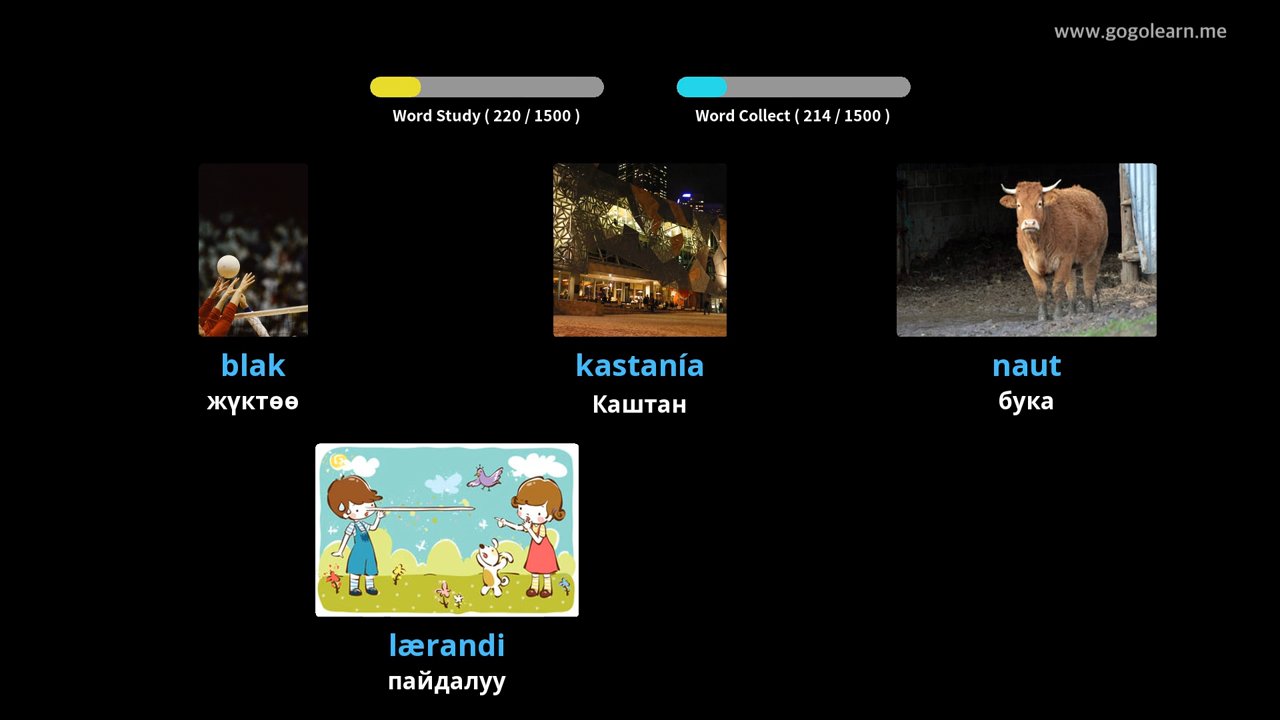 www.gogolearn.me
Word Study ( 220 / 1500 )
Word Collect ( 214 / 1500 )
blak
жүктөө
kastanía
Каштан
naut
бука
lærandi
пайдалуу